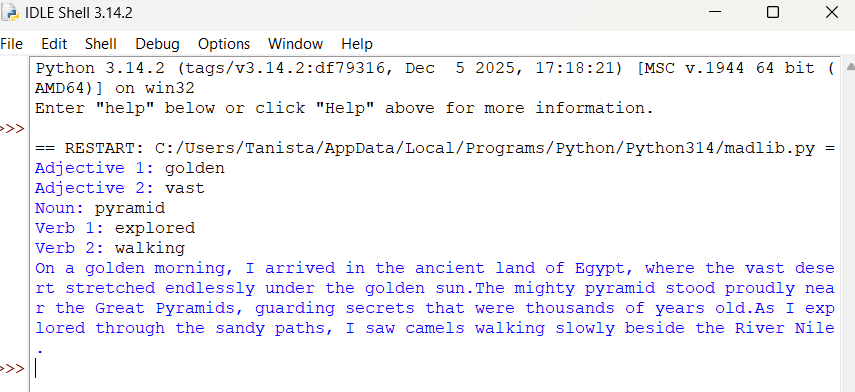 IDLE Shell 3.14.2
File Edit Shell Debug Options Window Help
Python 3.14.2 (tags/v3.14.2:df79316, Dec  5 2025, 17:18:21) [MSC v.1944 64 bit (
AMD64)] on win32
Enter "help" below or click "Help" above for more information.
>>>
== RESTART: C:/Users/Tanista/AppData/Local/Programs/Python/Python314/madlib.py =
Adjective 1: golden
Adjective 2: vast
Noun: pyramid
Verb 1: explored
Verb 2: walking
On a golden morning, I arrived in the ancient land of Egypt, where the vast dese
rt stretched endlessly under the golden sun.The mighty pyramid stood proudly nea
r the Great Pyramids, guarding secrets that were thousands of years old.As I exp
lored through the sandy paths, I saw camels walking slowly beside the River Nile
.
>>>